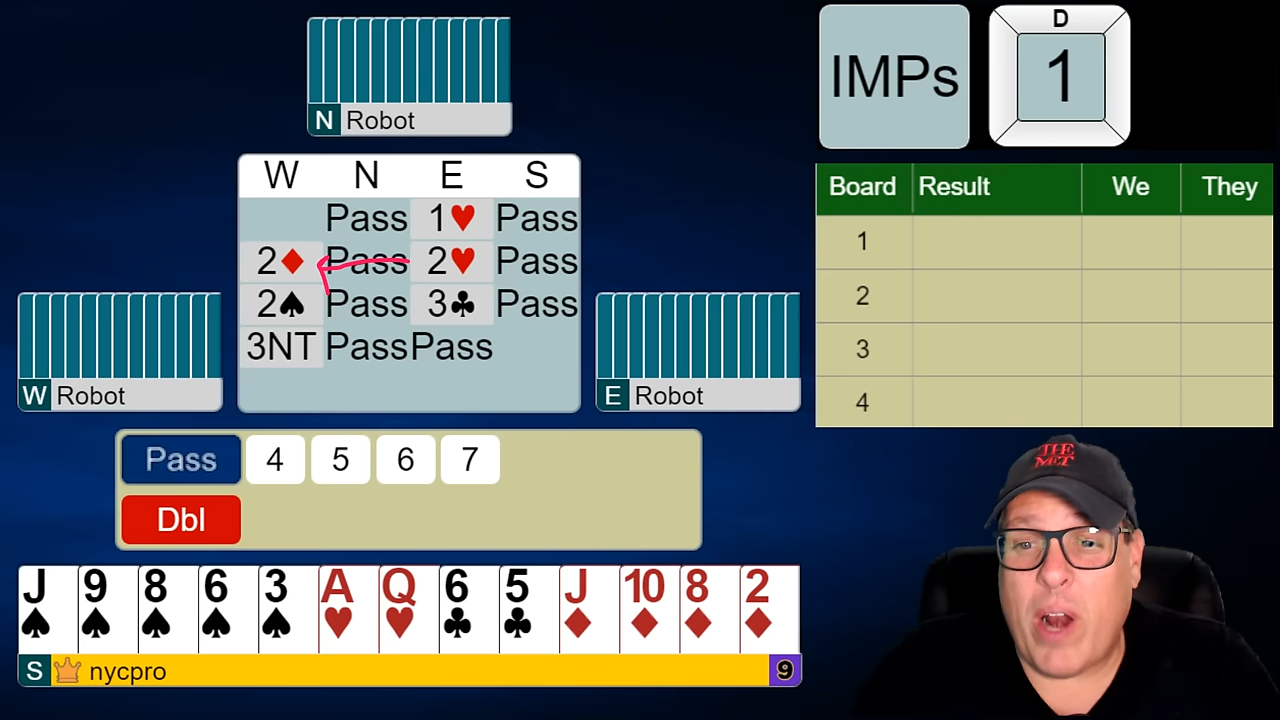 IMPs
D
1
N Robot
W N E S
Pass 1♥ Pass
2♦ Pass 2♥ Pass
2♠ Pass 3♣ Pass
3NT Pass Pass
W Robot
E Robot
Board Result We They
1
2
3
4
Pass 4 5 6 7
Dbl
THE
MET
J 9 8 6 3 A Q 6 5 J 10 8 2
♠ ♠ ♠ ♠ ♠ ♥ ♥ ♣ ♣ ♦ ♦ ♦ ♦
S nycpro 9